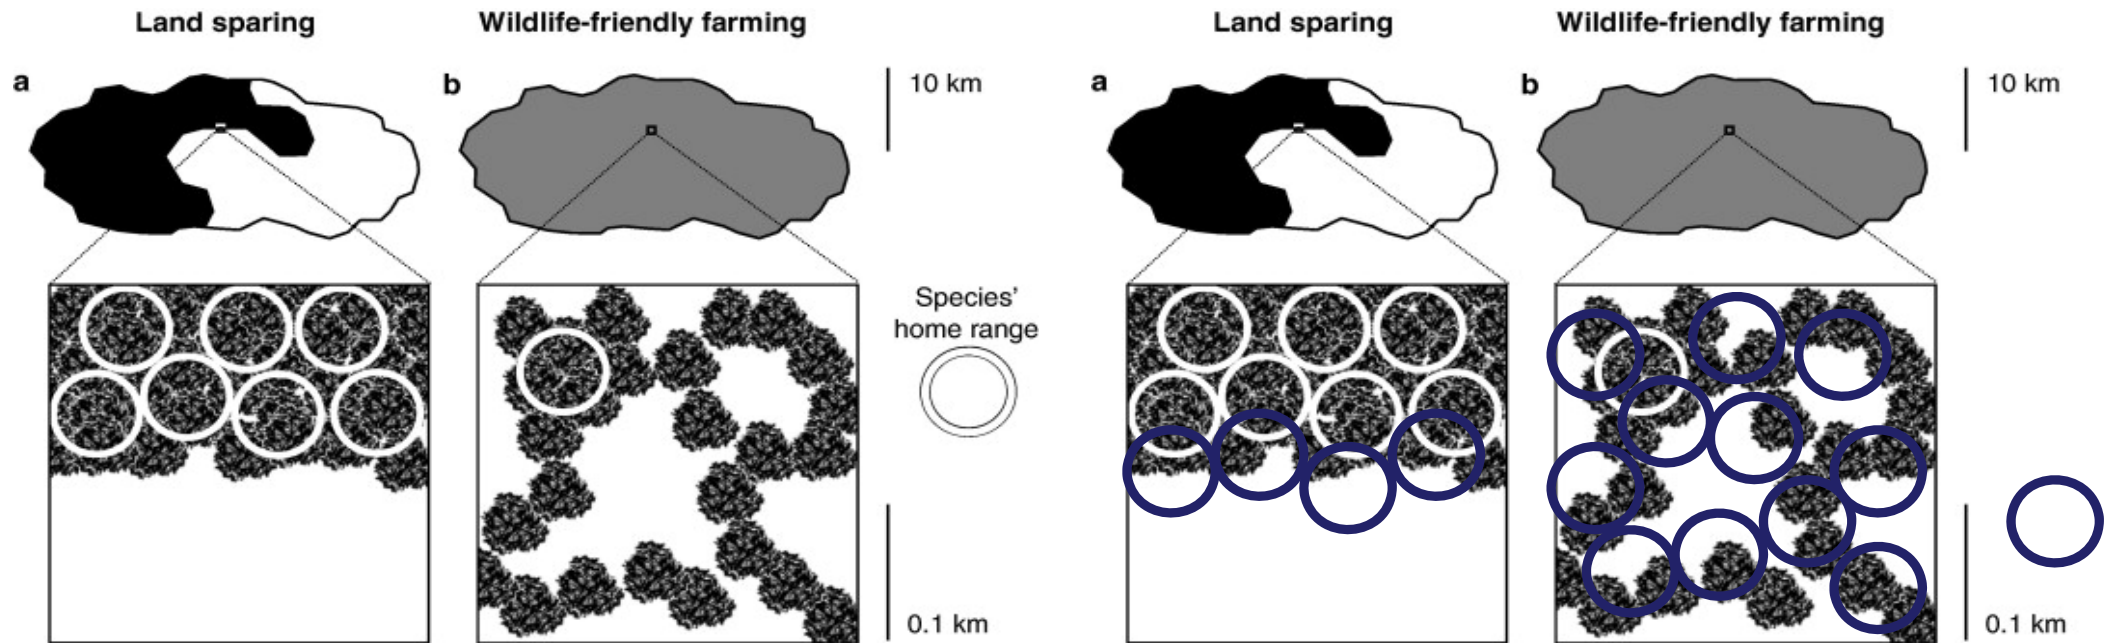 Land sparing
Wildlife-friendly farming
a
b
10 km
Species'
home range
0.1 km
Land sparing
Wildlife-friendly farming
a
b
10 km
0.1 km